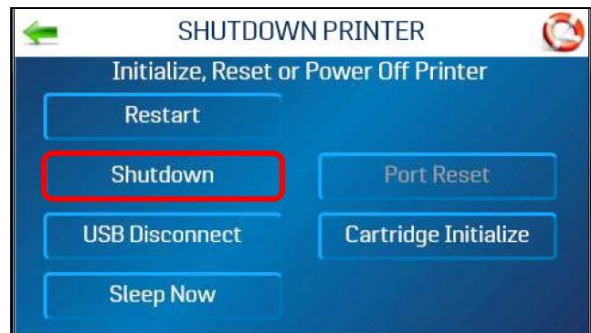 SHUTDOWN PRINTER
Initialize, Reset or Power Off Printer
Restart
Shutdown
Port Reset
USB Disconnect
Cartridge Initialize
Sleep Now